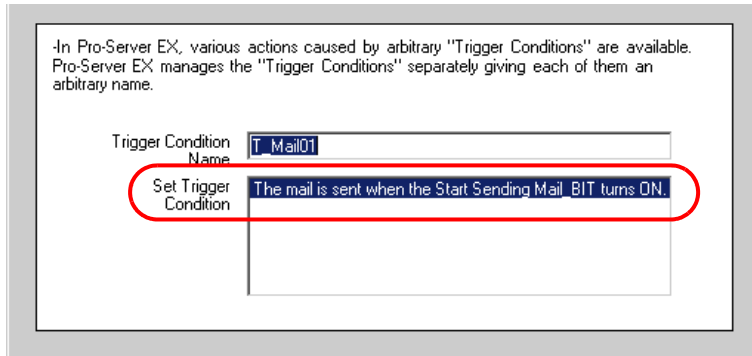 -In Pro-Server EX, various actions caused by arbitrary "Trigger Conditions" are available.
Pro-Server EX manages the "Trigger Conditions" separately giving each of them an
arbitrary name.
Trigger Condition
Name
T_Mail01
Set Trigger
Condition
The mail is sent when the Start Sending Mail_BIT turns ON.